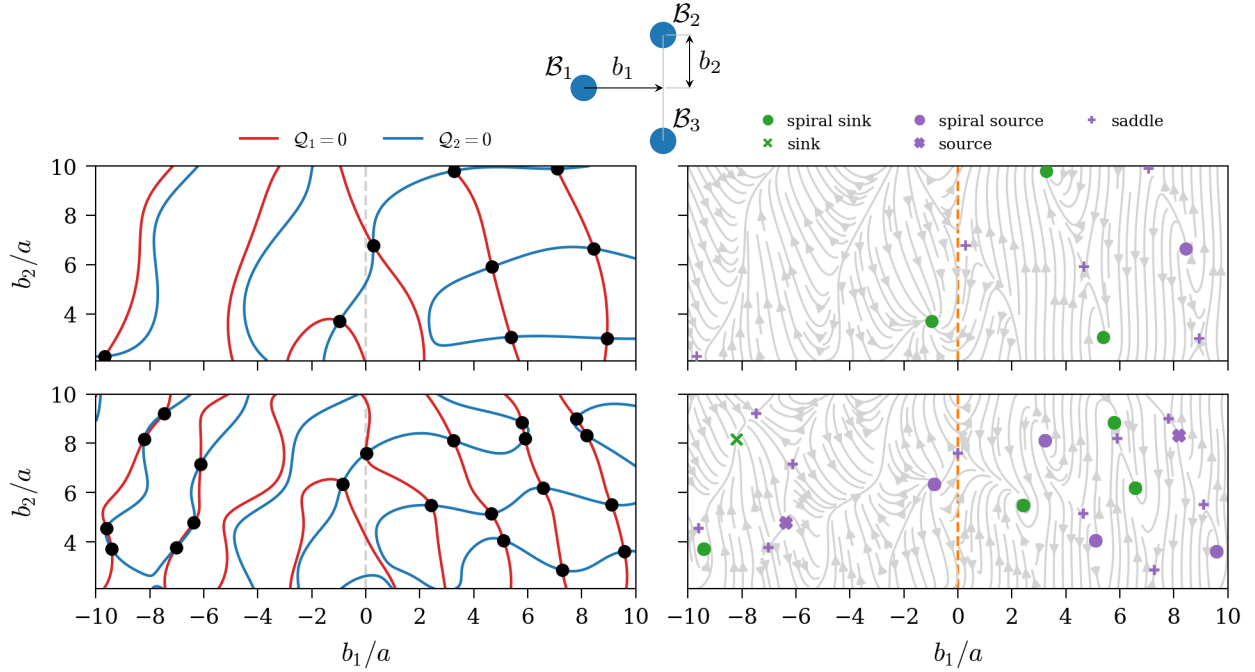 ℬ₂
ℬ₁ b₁ b₂
ℬ₃
𝒬₁ = 0 𝒬₂ = 0
spiral sink spiral source saddle
sink source
10
8
6
4
b₂/a
10
8
6
4
b₂/a
−10 −8 −6 −4 −2 0 2 4 6 8 10
b₁/a
−10 −8 −6 −4 −2 0 2 4 6 8 10
b₁/a